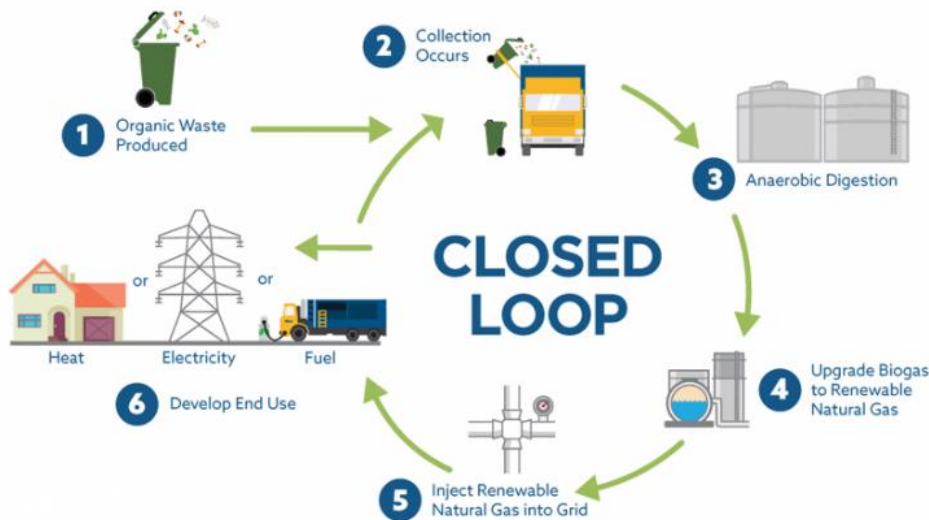 1
Organic Waste
Produced
2
Collection
Occurs
3
Anaerobic Digestion
CLOSED
LOOP
4
Upgrade Biogas
to Renewable
Natural Gas
5
Inject Renewable
Natural Gas into Grid
or
or
Heat
Electricity
Fuel
6
Develop End Use